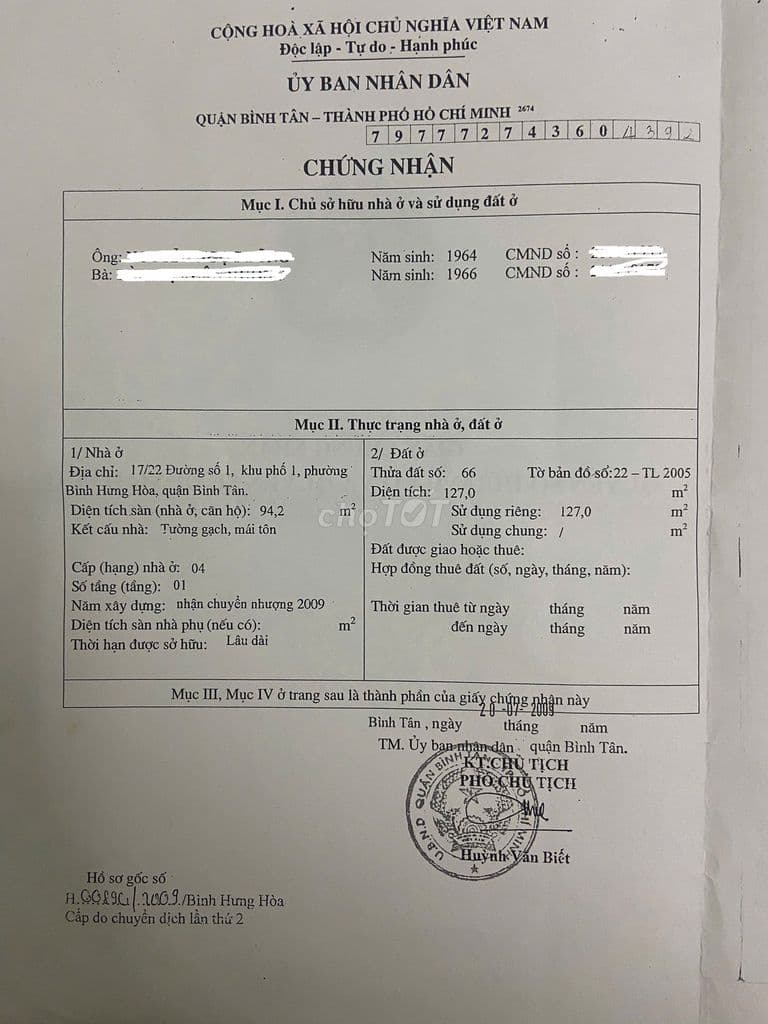 CỘNG HOÀ XÃ HỘI CHỦ NGHĨA VIỆT NAM
Độc lập - Tự do - Hạnh phúc
ỦY BAN NHÂN DÂN
QUẬN BÌNH TÂN – THÀNH PHỐ HỒ CHÍ MINH 2674
797772743604392
CHỨNG NHẬN
Mục I. Chủ sở hữu nhà ở và sử dụng đất ở
Ông: Năm sinh: 1964 CMND số :
Bà: Năm sinh: 1966 CMND số :
Mục II. Thực trạng nhà ở, đất ở
1/ Nhà ở
Địa chỉ: 17/22 Đường số 1, khu phố 1, phường
Bình Hưng Hòa, quận Bình Tân.
Diện tích sàn (nhà ở, căn hộ): 94,2 m2
Kết cấu nhà: Tường gạch, mái tôn
Cấp (hạng) nhà ở: 04
Số tầng (tầng): 01
Năm xây dựng: nhận chuyển nhượng 2009
Diện tích sàn nhà phụ (nếu có): m2
Thời hạn được sở hữu: Lâu dài
2/ Đất ở
Thửa đất số: 66 Tờ bản đồ số:22 – TL 2005
Diện tích: 127,0 m2
Sử dụng riêng: 127,0 m2
Sử dụng chung: / m2
Đất được giao hoặc thuê:
Hợp đồng thuê đất (số, ngày, tháng, năm):
Thời gian thuê từ ngày tháng năm
đến ngày tháng năm
chợTỐT
Mục III, Mục IV ở trang sau là thành phần của giấy chứng nhận này
20-07-2009
Bình Tân , ngày tháng năm
TM. Ủy ban nhân dân quận Bình Tân.
KT.CHỦ TỊCH
PHÓ CHỦ TỊCH
U.B.N.D QUẬN BÌNH TÂN
Huỳnh Văn Biết
Hồ sơ gốc số
/2009/Bình Hưng Hòa
Cấp do chuyển dịch lần thứ 2